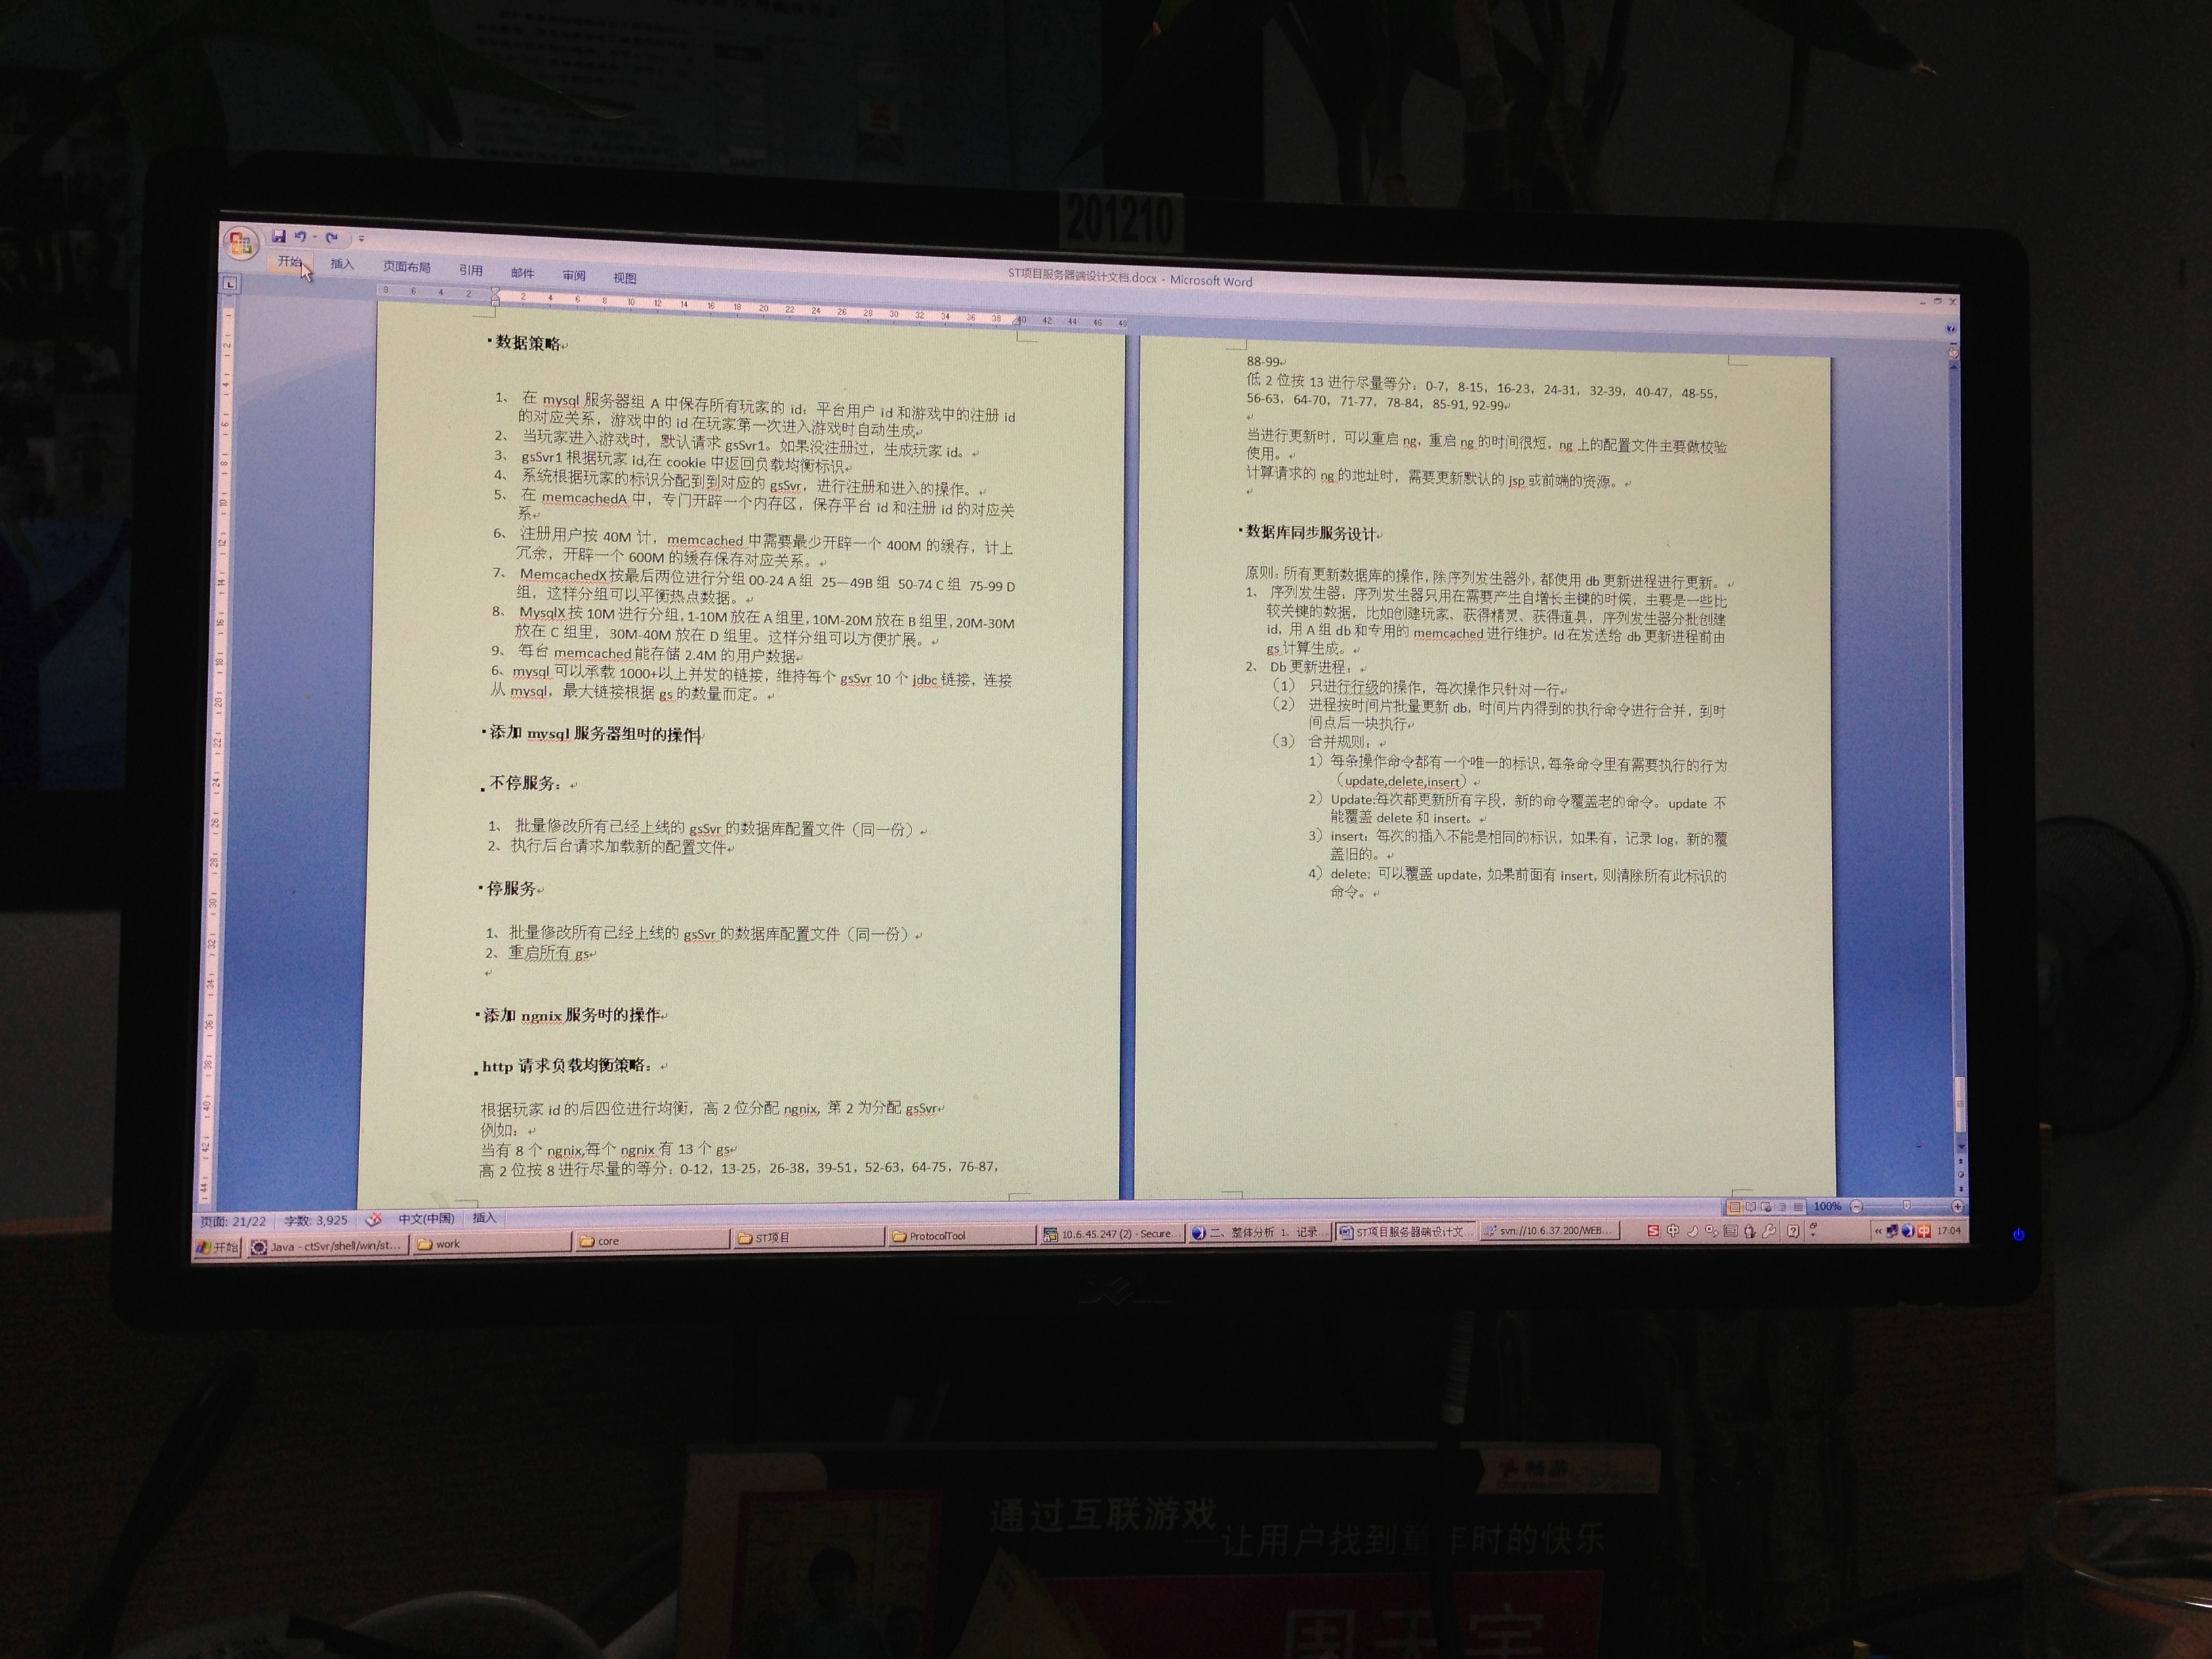 201210
ST项目服务器端设计文档.docx - Microsoft Word
开始 插入 页面布局 引用 邮件 审阅 视图
8 6 4 2 2 4 6 8 10 12 14 16 18 20 22 24 26 28 30 32 34 36 38 40 42 44 46 48
数据策略
1、 在 mysql 服务器组 A 中保存所有玩家的 id；平台用户 id 和游戏中的注册 id
的对应关系，游戏中的 id 在玩家第一次进入游戏时自动生成
2、 当玩家进入游戏时，默认请求 gsSvr1。如果没注册过，生成玩家 id。
3、 gsSvr1 根据玩家 id,在 cookie 中返回负载均衡标识
4、 系统根据玩家的标识分配到到对应的 gsSvr，进行注册和进入的操作。
5、 在 memcachedA 中，专门开辟一个内存区，保存平台 id 和注册 id 的对应关
系
6、 注册用户按 40M 计，memcached 中需要最少开辟一个 400M 的缓存，计上
冗余，开辟一个 600M 的缓存保存对应关系。
7、 MemcachedX 按最后两位进行分组 00-24 A 组 25—49B 组 50-74 C 组 75-99 D
组，这样分组可以平衡热点数据。
8、 MysqlX 按 10M 进行分组,1-10M 放在 A 组里,10M-20M 放在 B 组里,20M-30M
放在 C 组里，30M-40M 放在 D 组里。这样分组可以方便扩展。
9、 每台 memcached 能存储 2.4M 的用户数据
6、mysql 可以承载 1000+以上并发的链接，维持每个 gsSvr 10 个 jdbc 链接，连接
从 mysql，最大链接根据 gs 的数量而定。
添加 mysql 服务器组时的操作
不停服务：
1、 批量修改所有已经上线的 gsSvr 的数据库配置文件（同一份）
2、执行后台请求加载新的配置文件
停服务
1、批量修改所有已经上线的 gsSvr 的数据库配置文件（同一份）
2、重启所有 gs
添加 ngnix 服务时的操作
http 请求负载均衡策略：
根据玩家 id 的后四位进行均衡，高 2 位分配 ngnix, 第 2 为分配 gsSvr
例如：
当有 8 个 ngnix,每个 ngnix 有 13 个 gs
高 2 位按 8 进行尽量的等分：0-12，13-25，26-38，39-51，52-63，64-75，76-87，
88-99
低 2 位按 13 进行尽量等分：0-7，8-15，16-23，24-31，32-39，40-47，48-55，
56-63，64-70，71-77，78-84，85-91, 92-99
当进行更新时，可以重启 ng，重启 ng 的时间很短，ng 上的配置文件主要做校验
使用。
计算请求的 ng 的地址时，需要更新默认的 jsp 或前端的资源。
数据库同步服务设计
原则：所有更新数据库的操作，除序列发生器外，都使用 db 更新进程进行更新。
1、 序列发生器：序列发生器只用在需要产生自增长主键的时候，主要是一些比
较关键的数据，比如创建玩家、获得精灵、获得道具，序列发生器分批创建
id，用 A 组 db 和专用的 memcached 进行维护。Id 在发送给 db 更新进程前由
gs 计算生成。
2、 Db 更新进程：
（1） 只进行行级的操作，每次操作只针对一行
（2） 进程按时间片批量更新 db，时间片内得到的执行命令进行合并，到时
间点后一块执行
（3） 合并规则：
1）每条操作命令都有一个唯一的标识,每条命令里有需要执行的行为
（update,delete,insert）
2）Update:每次都更新所有字段，新的命令覆盖老的命令。update 不
能覆盖 delete 和 insert。
3）insert：每次的插入不能是相同的标识，如果有，记录 log，新的覆
盖旧的。
4）delete: 可以覆盖 update，如果前面有 insert，则清除所有此标识的
命令。
页面: 21/22 字数: 3,925 中文(中国) 插入 100%
开始 Java - ctSvr/shell/win/st... work core ST项目 ProtocolTool 10.6.45.247 (2) - Secure... 二、整体分析 1、记录... ST项目服务器端设计文... svn://10.6.37.200/WEB... 17:04
DELL
畅游
通过互联游戏
—让用户找到童年时的快乐
周天宇